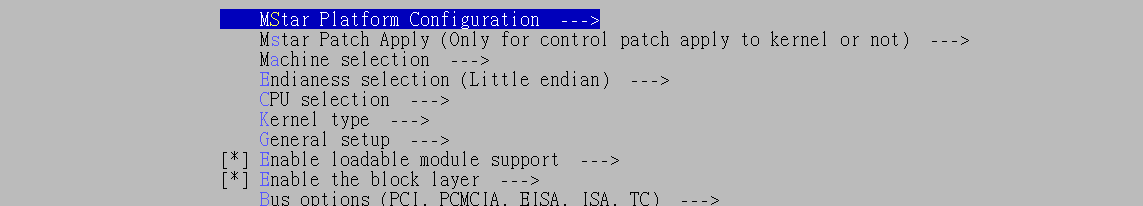 MStar Platform Configuration  --->
Mstar Patch Apply (Only for control patch apply to kernel or not)  --->
Machine selection  --->
Endianess selection (Little endian)  --->
CPU selection  --->
Kernel type  --->
General setup  --->
[*] Enable loadable module support  --->
[*] Enable the block layer  --->
Bus options (PCI, PCMCIA, EISA, ISA, TC)  --->